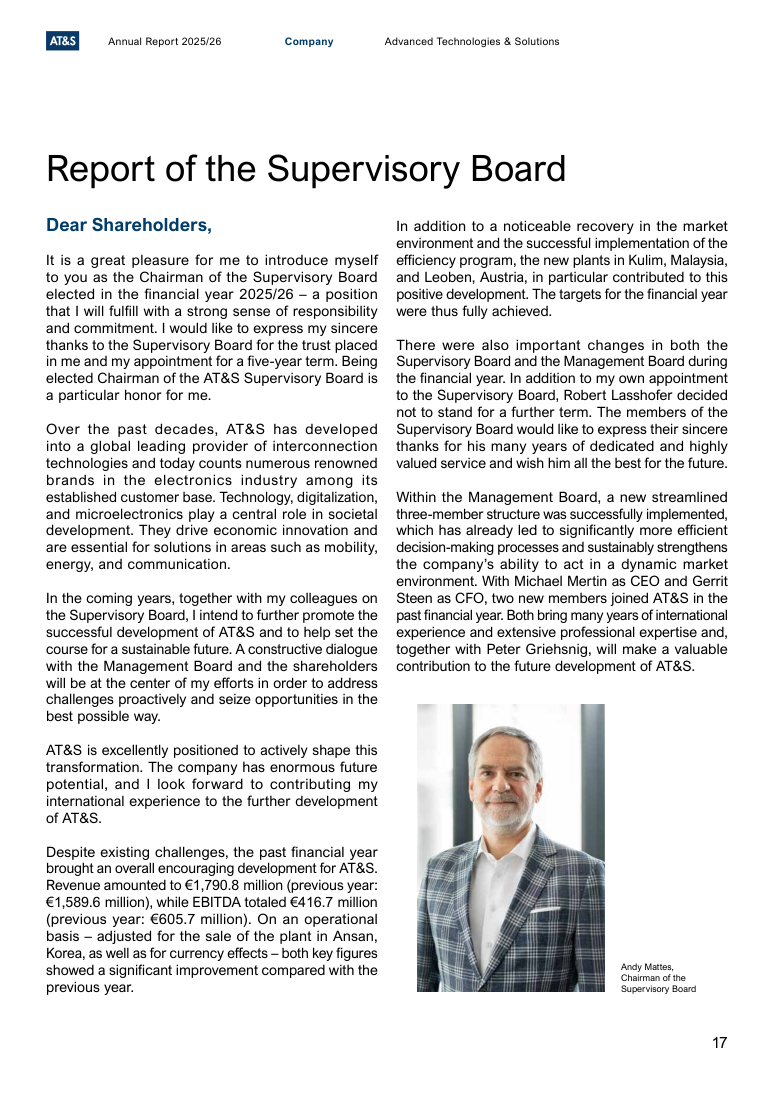 AT&S
Annual Report 2025/26
Company
Advanced Technologies & Solutions
Report of the Supervisory Board
Dear Shareholders,
It is a great pleasure for me to introduce myself
to you as the Chairman of the Supervisory Board
elected in the financial year 2025/26 – a position
that I will fulfill with a strong sense of responsibility
and commitment. I would like to express my sincere
thanks to the Supervisory Board for the trust placed
in me and my appointment for a five-year term. Being
elected Chairman of the AT&S Supervisory Board is
a particular honor for me.
Over the past decades, AT&S has developed
into a global leading provider of interconnection
technologies and today counts numerous renowned
brands in the electronics industry among its
established customer base. Technology, digitalization,
and microelectronics play a central role in societal
development. They drive economic innovation and
are essential for solutions in areas such as mobility,
energy, and communication.
In the coming years, together with my colleagues on
the Supervisory Board, I intend to further promote the
successful development of AT&S and to help set the
course for a sustainable future. A constructive dialogue
with the Management Board and the shareholders
will be at the center of my efforts in order to address
challenges proactively and seize opportunities in the
best possible way.
AT&S is excellently positioned to actively shape this
transformation. The company has enormous future
potential, and I look forward to contributing my
international experience to the further development
of AT&S.
Despite existing challenges, the past financial year
brought an overall encouraging development for AT&S.
Revenue amounted to €1,790.8 million (previous year:
€1,589.6 million), while EBITDA totaled €416.7 million
(previous year: €605.7 million). On an operational
basis – adjusted for the sale of the plant in Ansan,
Korea, as well as for currency effects – both key figures
showed a significant improvement compared with the
previous year.
In addition to a noticeable recovery in the market
environment and the successful implementation of the
efficiency program, the new plants in Kulim, Malaysia,
and Leoben, Austria, in particular contributed to this
positive development. The targets for the financial year
were thus fully achieved.
There were also important changes in both the
Supervisory Board and the Management Board during
the financial year. In addition to my own appointment
to the Supervisory Board, Robert Lasshofer decided
not to stand for a further term. The members of the
Supervisory Board would like to express their sincere
thanks for his many years of dedicated and highly
valued service and wish him all the best for the future.
Within the Management Board, a new streamlined
three-member structure was successfully implemented,
which has already led to significantly more efficient
decision-making processes and sustainably strengthens
the company's ability to act in a dynamic market
environment. With Michael Mertin as CEO and Gerrit
Steen as CFO, two new members joined AT&S in the
past financial year. Both bring many years of international
experience and extensive professional expertise and,
together with Peter Griehsnig, will make a valuable
contribution to the future development of AT&S.
Andy Mattes,
Chairman of the
Supervisory Board
17